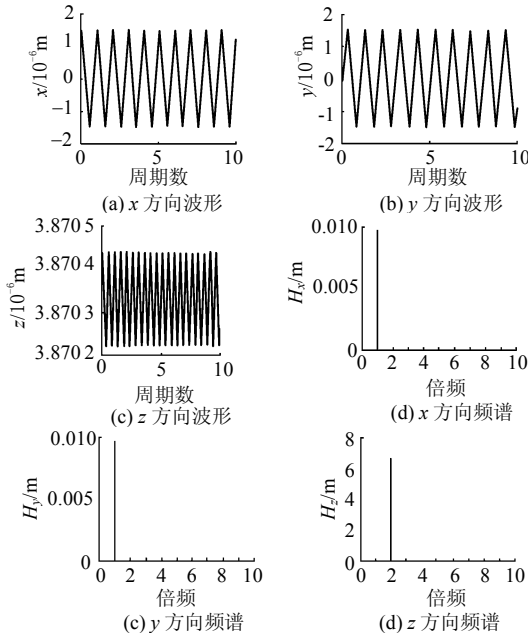 x/10⁻⁶m
2
1
0
−1
−2
0
5
10
周期数
(a) x 方向波形
y/10⁻⁶m
2
1
0
-1
-2
0
5
10
周期数
(b) y 方向波形
z/10⁻⁶m
3.870 5
3.870 4
3.870 3
3.870 2
0
5
10
周期数
(c) z 方向波形
Hx/m
0.010
0.005
0
0 2 4 6 8 10
倍频
(d) x 方向频谱
Hy/m
0.010
0.005
0
0 2 4 6 8 10
倍频
(c) y 方向频谱
Hz/m
8
6
4
2
0
0 2 4 6 8 10
倍频
(d) z 方向频谱